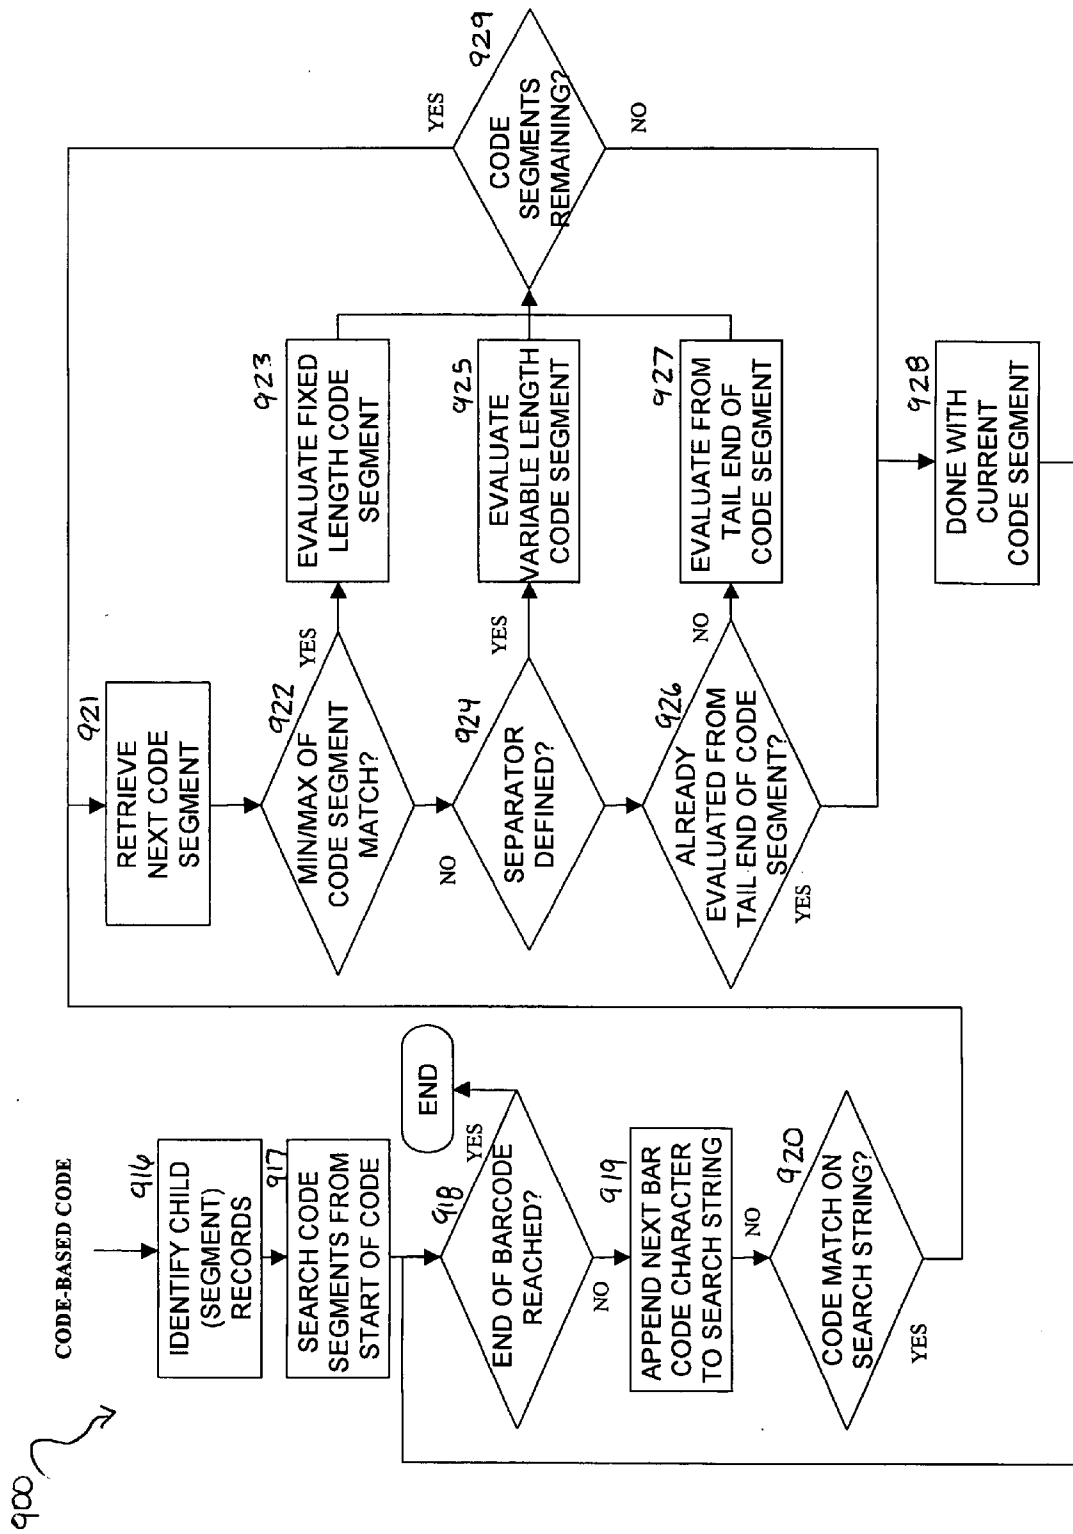 900
CODE-BASED CODE
916
IDENTIFY CHILD
(SEGMENT)
RECORDS
917
SEARCH CODE
SEGMENTS FROM
START OF CODE
918
END OF BARCODE
REACHED?
YES
END
NO
919
APPEND NEXT BAR
CODE CHARACTER
TO SEARCH STRING
NO
920
CODE MATCH ON
SEARCH STRING?
YES
921
RETRIEVE
NEXT CODE
SEGMENT
922
MIN/MAX OF
CODE SEGMENT
MATCH?
YES
NO
923
EVALUATE FIXED
LENGTH CODE
SEGMENT
924
SEPARATOR
DEFINED?
YES
925
EVALUATE
VARIABLE LENGTH
CODE SEGMENT
926
ALREADY
EVALUATED FROM
TAIL END OF CODE
SEGMENT?
NO
YES
927
EVALUATE FROM
TAIL END OF
CODE SEGMENT
929
CODE
SEGMENTS
REMAINING?
YES
NO
928
DONE WITH
CURRENT
CODE SEGMENT